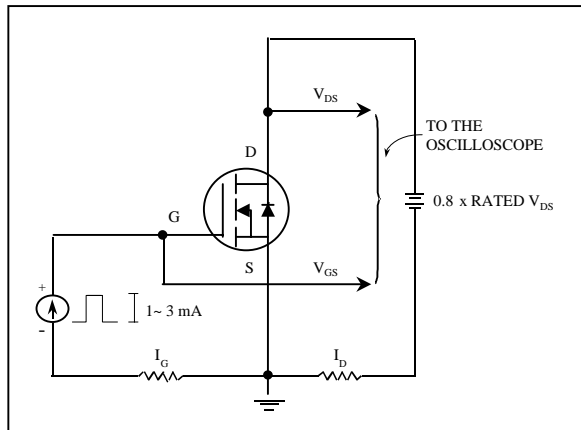 V_DS
TO THE
OSCILLOSCOPE
D
0.8 x RATED V_DS
G
S
V_GS
+
1~ 3 mA
-
I_G
I_D